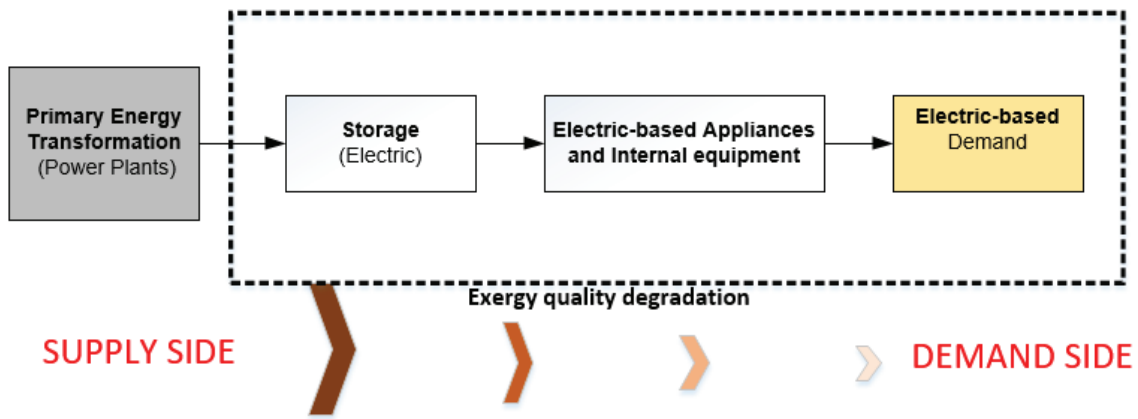 Primary Energy
Transformation
(Power Plants)
Storage
(Electric)
Electric-based Appliances
and Internal equipment
Electric-based
Demand
Exergy quality degradation
SUPPLY SIDE
DEMAND SIDE